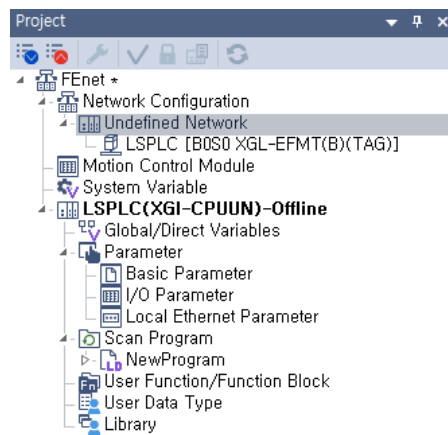 Project
FEnet *
Network Configuration
Undefined Network
LSPLC [B0S0 XGL-EFMT(B)(TAG)]
Motion Control Module
System Variable
LSPLC(XGI-CPUUN)-Offline
Global/Direct Variables
Parameter
Basic Parameter
I/O Parameter
Local Ethernet Parameter
Scan Program
NewProgram
User Function/Function Block
User Data Type
Library